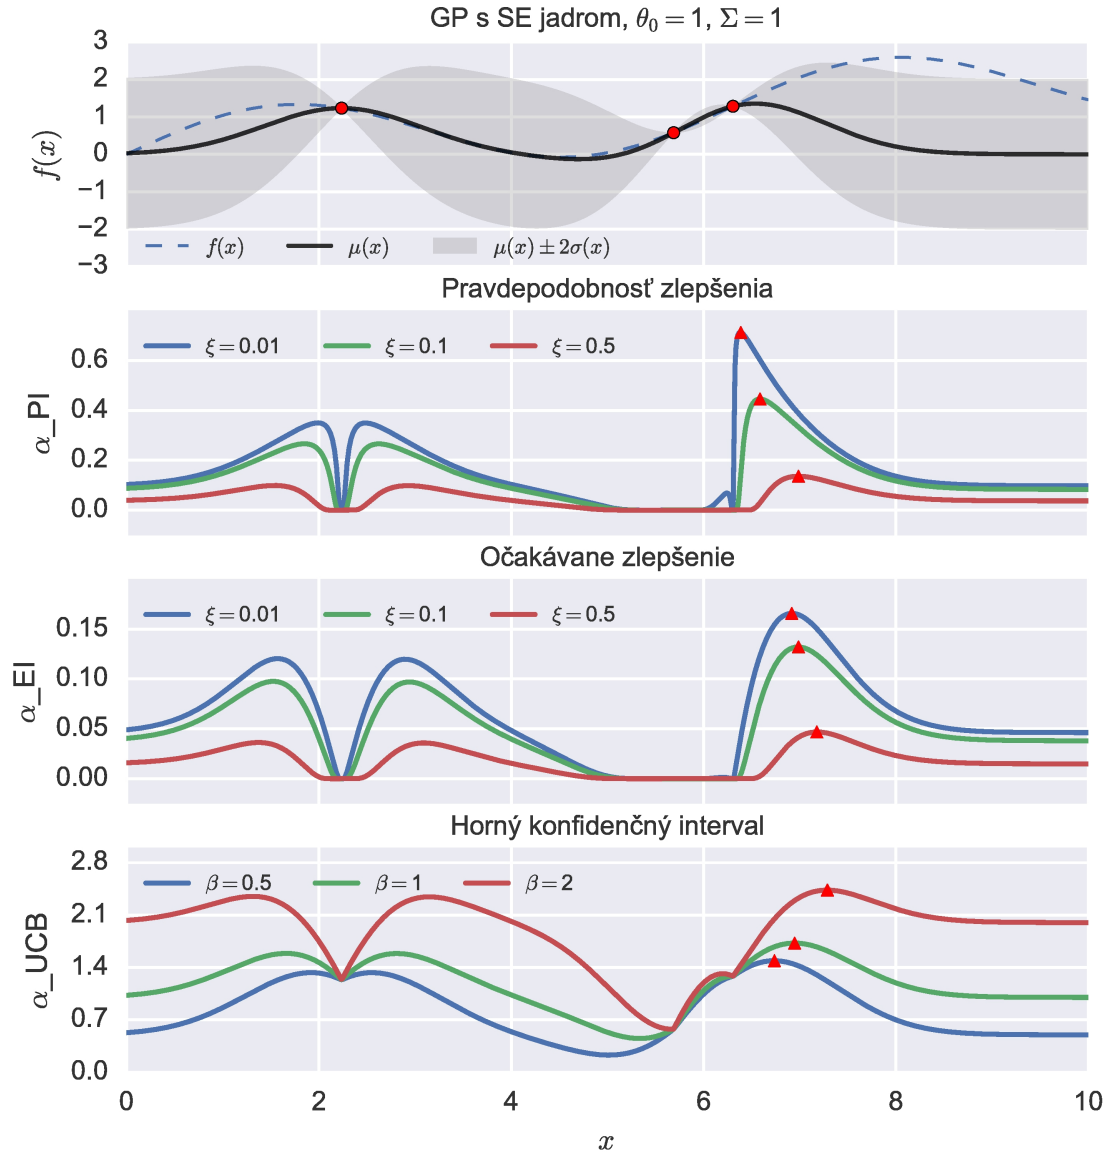 GP s SE jadrom, θ₀ = 1, Σ = 1
3
2
1
0
−1
−2
−3
f(x)
f(x) μ(x) μ(x) ± 2σ(x)
Pravdepodobnosť zlepšenia
ξ = 0.01 ξ = 0.1 ξ = 0.5
0.6
0.4
0.2
0.0
α_PI
Očakávane zlepšenie
ξ = 0.01 ξ = 0.1 ξ = 0.5
0.15
0.10
0.05
0.00
α_EI
Horný konfidenčný interval
β = 0.5 β = 1 β = 2
2.8
2.1
1.4
0.7
0.0
α_UCB
0 2 4 6 8 10
x